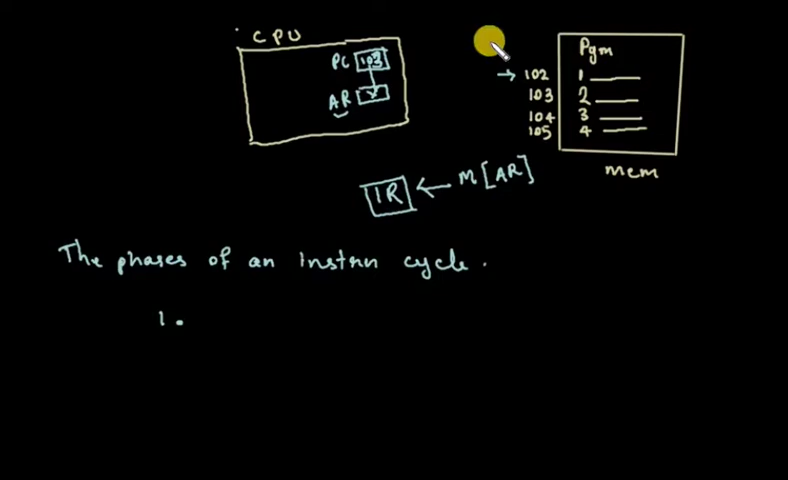 CPU
PC 103
AR
Pgm
102 1
103 2
104 3
105 4
mem
IR ← M[AR]
The phases of an Instrn cycle.
1.